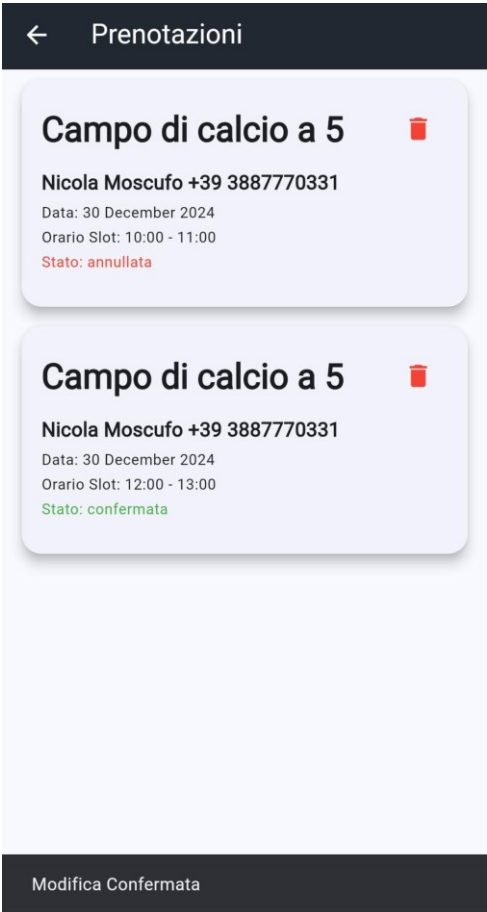 Prenotazioni
Campo di calcio a 5
Nicola Moscufo +39 3887770331
Data: 30 December 2024
Orario Slot: 10:00 - 11:00
Stato: annullata
Campo di calcio a 5
Nicola Moscufo +39 3887770331
Data: 30 December 2024
Orario Slot: 12:00 - 13:00
Stato: confermata
Modifica Confermata